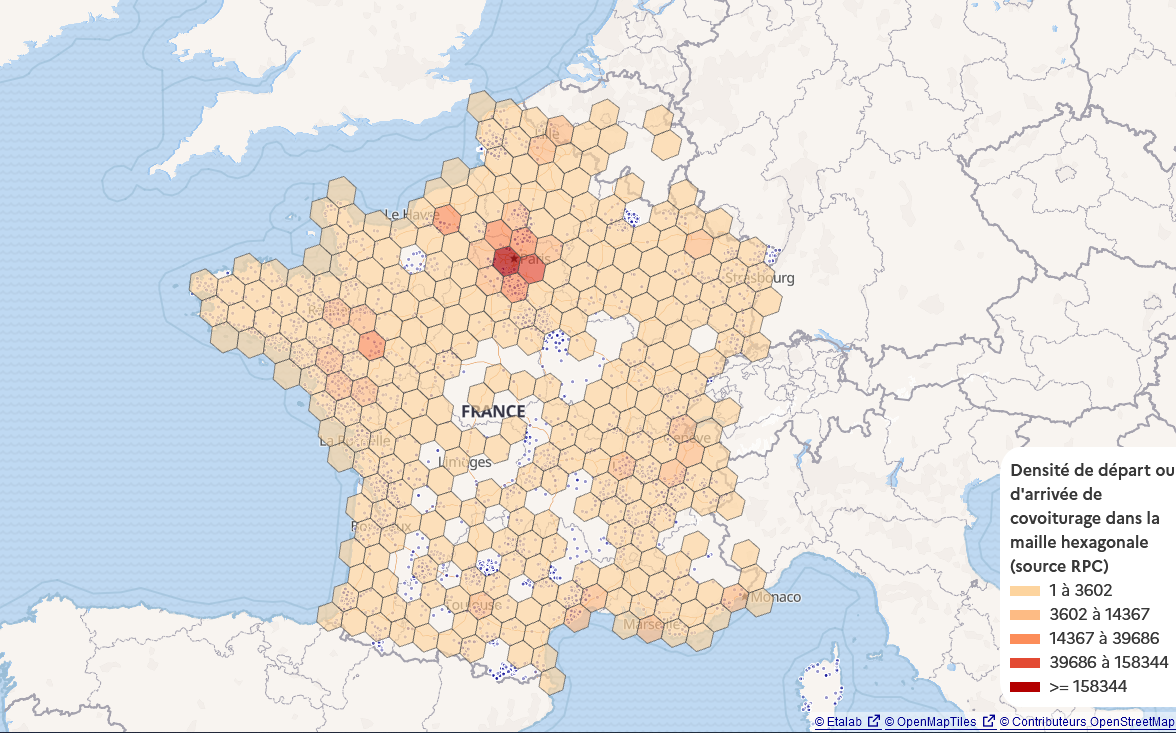 Lille
Le Havre
Paris
Strasbourg
Rennes
FRANCE
La Rochelle
Genève
Limoges
Bordeaux
Toulouse
Monaco
Marseille
Densité de départ ou
d'arrivée de
covoiturage dans la
maille hexagonale
(source RPC)
1 à 3602
3602 à 14367
14367 à 39686
39686 à 158344
>= 158344
© Etalab © OpenMapTiles © Contributeurs OpenStreetMap